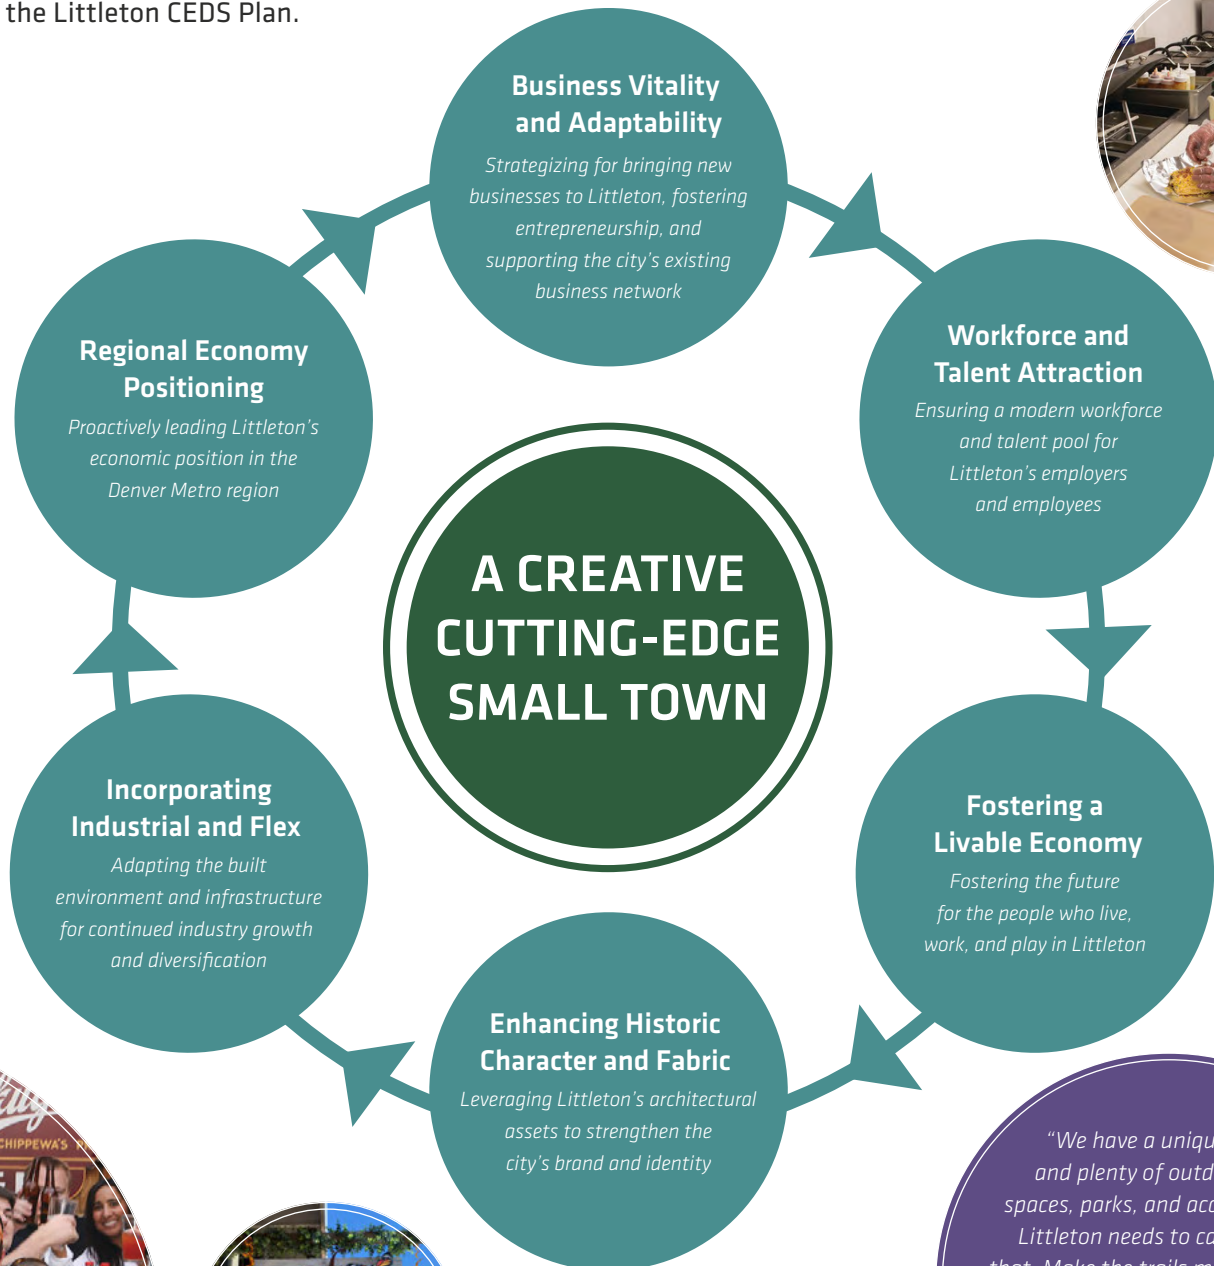 the Littleton CEDS Plan.
Business Vitality
and Adaptability
Strategizing for bringing new
businesses to Littleton, fostering
entrepreneurship, and
supporting the city's existing
business network
Workforce and
Talent Attraction
Ensuring a modern workforce
and talent pool for
Littleton's employers
and employees
Regional Economy
Positioning
Proactively leading Littleton's
economic position in the
Denver Metro region
A CREATIVE
CUTTING-EDGE
SMALL TOWN
Incorporating
Industrial and Flex
Adapting the built
environment and infrastructure
for continued industry growth
and diversification
Fostering a
Livable Economy
Fostering the future
for the people who live,
work, and play in Littleton
Enhancing Historic
Character and Fabric
Leveraging Littleton's architectural
assets to strengthen the
city's brand and identity
CHIPPEWA'S
"We have a
and plenty of
spaces, parks, and
Littleton needs to
that. Make the trails